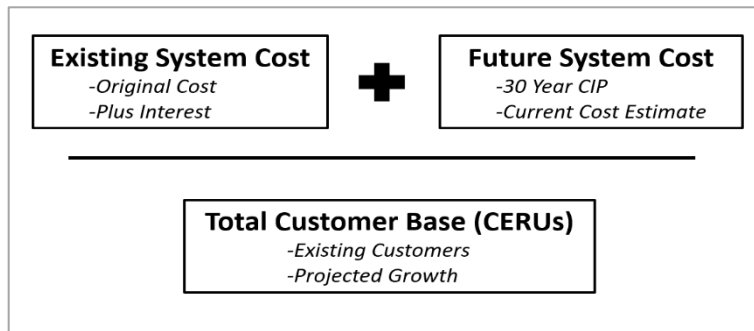 Existing System Cost
-Original Cost
-Plus Interest
Future System Cost
-30 Year CIP
-Current Cost Estimate
Total Customer Base (CERUs)
-Existing Customers
-Projected Growth